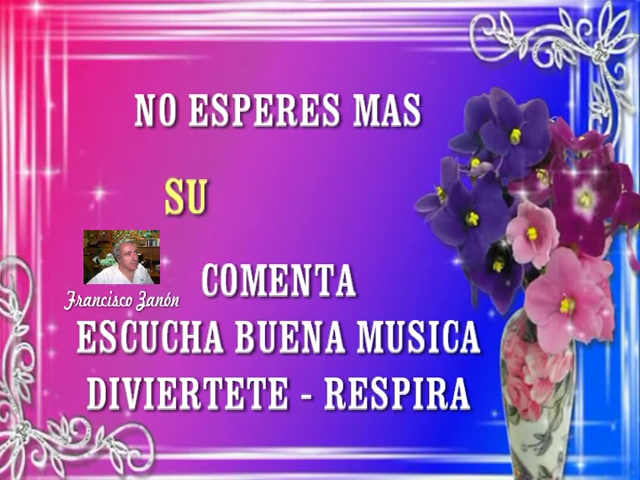 NO ESPERES MAS
SU
COMENTA
Francisco Zanón
ESCUCHA BUENA MUSICA
DIVIERTETE - RESPIRA